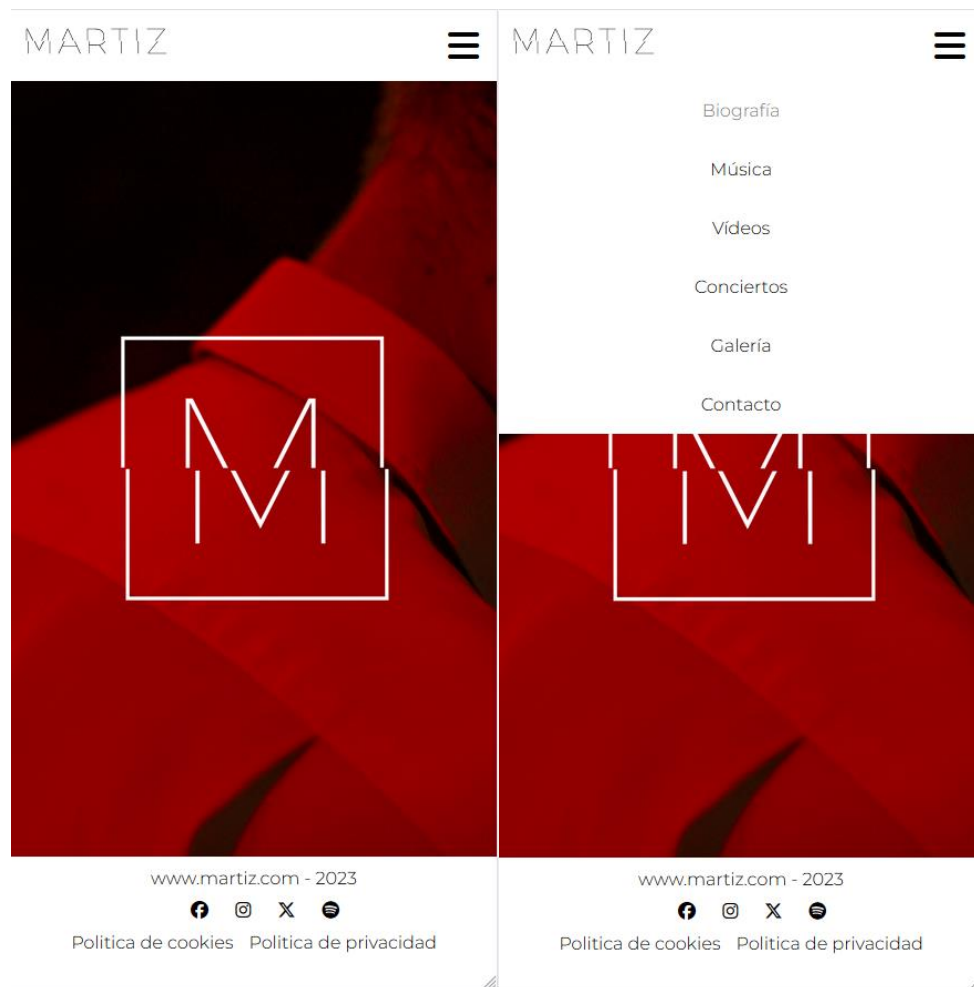 MARTIZ
M
www.martiz.com - 2023
Politica de cookies Politica de privacidad
MARTIZ
Biografía
Música
Vídeos
Conciertos
Galería
Contacto
M
www.martiz.com - 2023
Politica de cookies Politica de privacidad